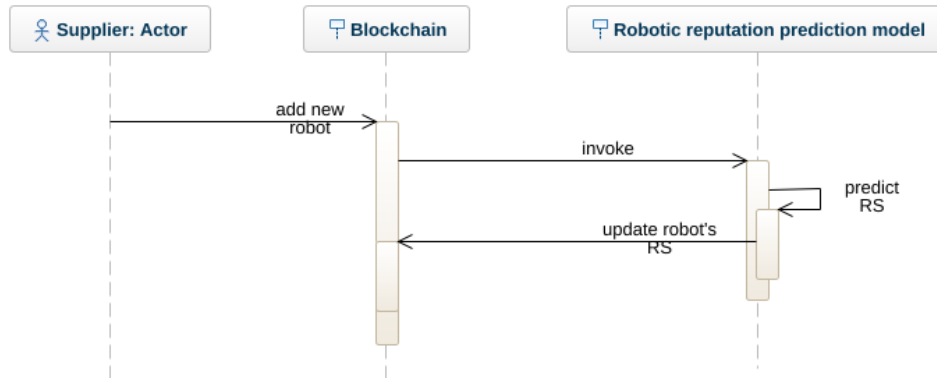 Supplier: Actor
Blockchain
Robotic reputation prediction model
add new
robot
invoke
predict
RS
update robot's
RS